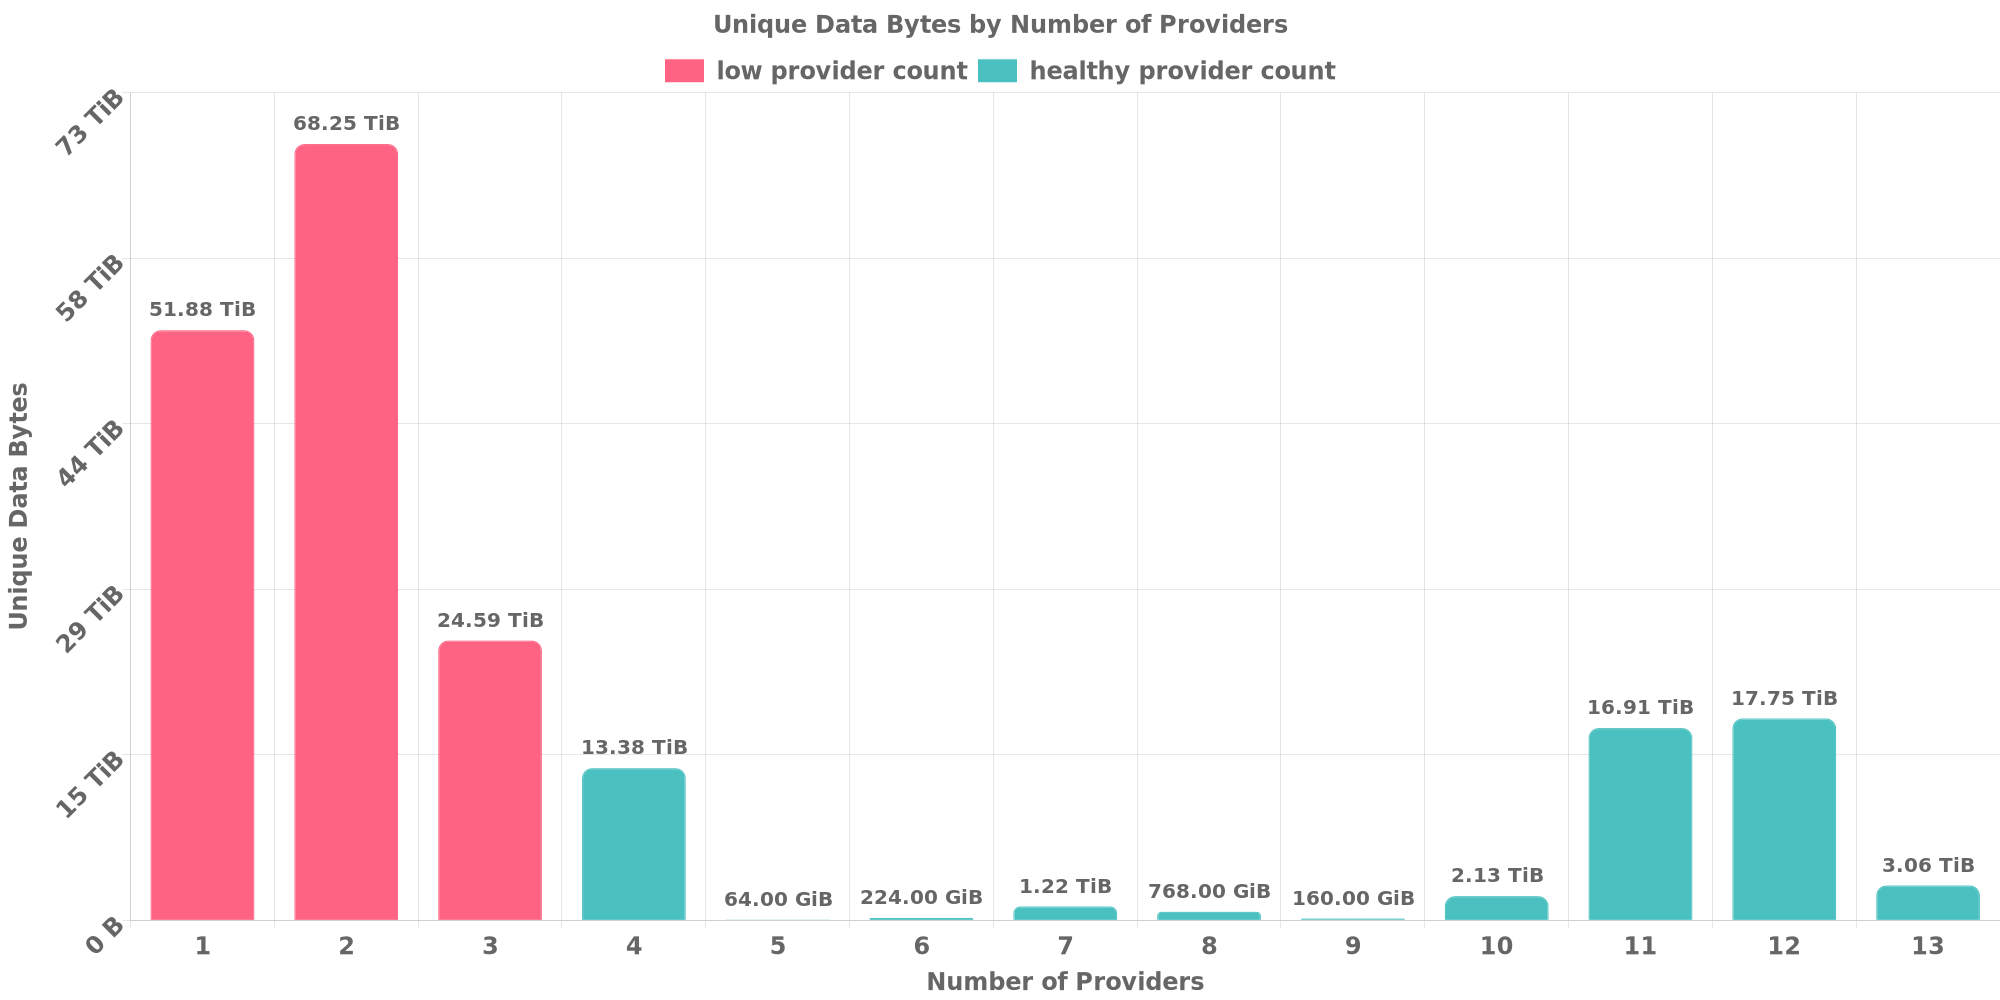 Unique Data Bytes by Number of Providers
low provider count healthy provider count
Unique Data Bytes
73 TiB
58 TiB
44 TiB
29 TiB
15 TiB
0 B
51.88 TiB
68.25 TiB
24.59 TiB
13.38 TiB
64.00 GiB
224.00 GiB
1.22 TiB
768.00 GiB
160.00 GiB
2.13 TiB
16.91 TiB
17.75 TiB
3.06 TiB
1 2 3 4 5 6 7 8 9 10 11 12 13
Number of Providers